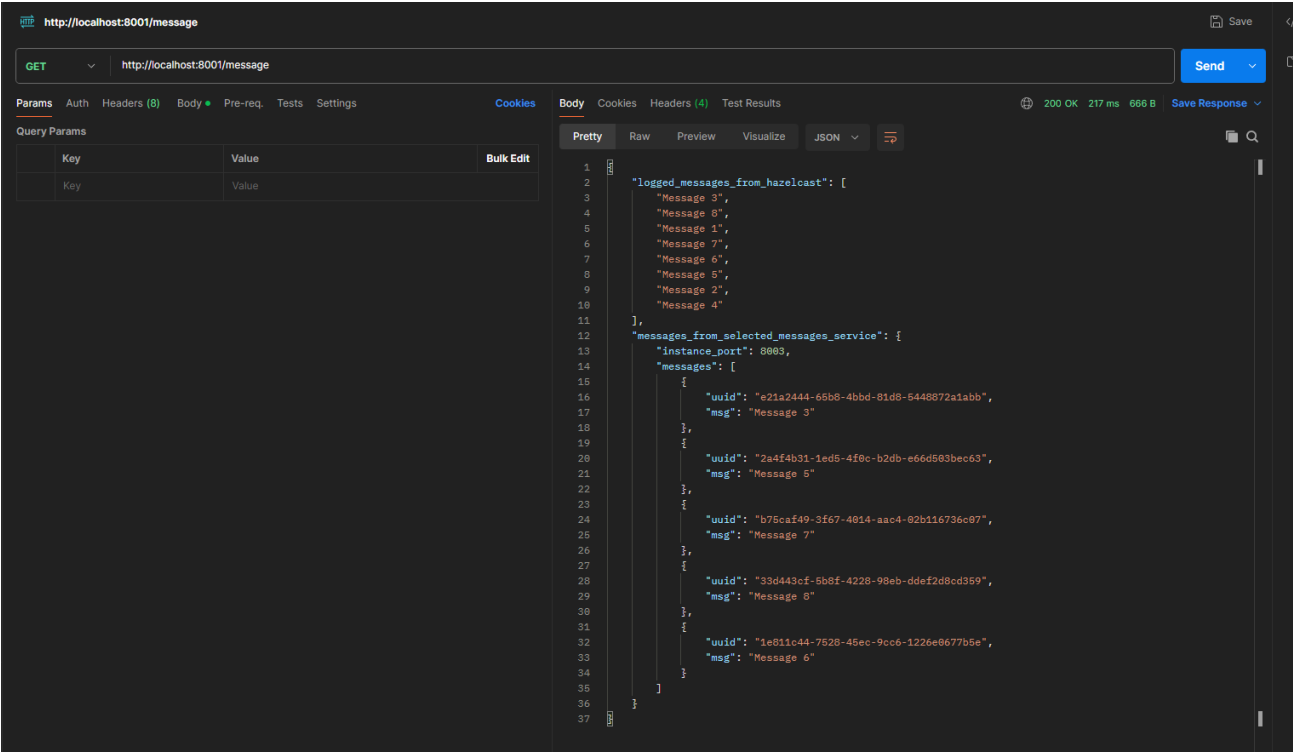 HTTP http://localhost:8001/message Save
GET http://localhost:8001/message Send
Params Auth Headers (8) Body Pre-req. Tests Settings Cookies
Query Params
Key Value Bulk Edit
Key Value
Body Cookies Headers (4) Test Results 200 OK 217 ms 666 B Save Response
Pretty Raw Preview Visualize JSON
1 {
2 "logged_messages_from_hazelcast": [
3 "Message 3",
4 "Message 8",
5 "Message 1",
6 "Message 7",
7 "Message 6",
8 "Message 5",
9 "Message 2",
10 "Message 4"
11 ],
12 "messages_from_selected_messages_service": {
13 "instance_port": 8003,
14 "messages": [
15 {
16 "uuid": "e21a2444-65b8-4bbd-81d8-5448872a1abb",
17 "msg": "Message 3"
18 },
19 {
20 "uuid": "2a4f4b31-1ed5-4f0c-b2db-e66d503bec63",
21 "msg": "Message 5"
22 },
23 {
24 "uuid": "b75caf49-3f67-4014-aac4-02b116736c07",
25 "msg": "Message 7"
26 },
27 {
28 "uuid": "33d443cf-5b8f-4228-98eb-ddef2d8cd359",
29 "msg": "Message 8"
30 },
31 {
32 "uuid": "1e811c44-7528-45ec-9cc6-1226e0677b5e",
33 "msg": "Message 6"
34 }
35 ]
36 }
37 }